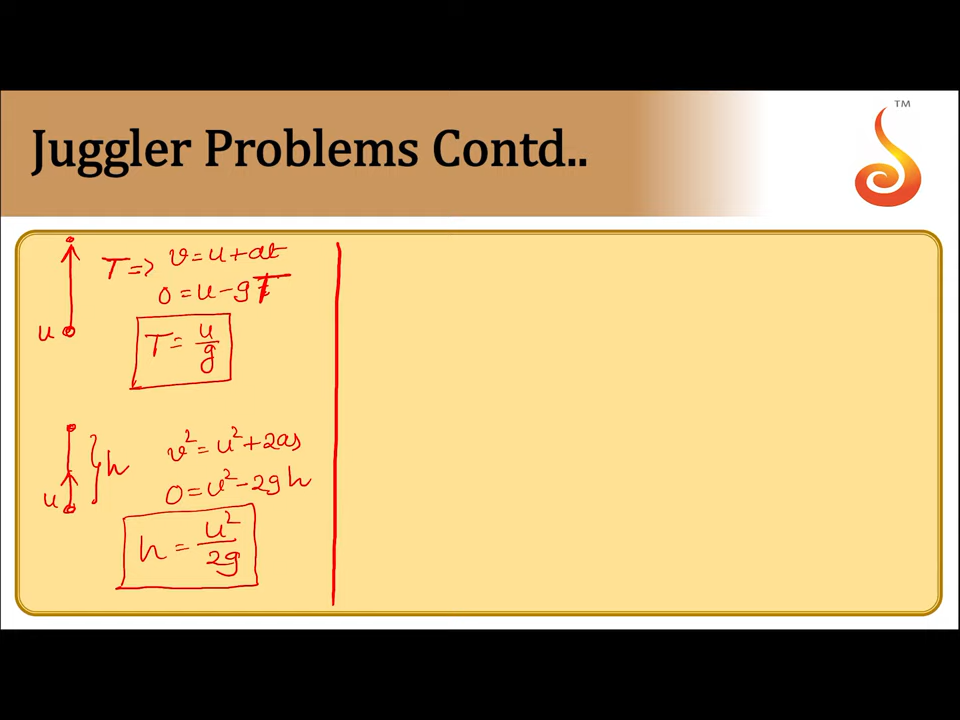 Juggler Problems Contd..
TM
T => v = u + at
0 = u - gT
u
T = u/g
h
v² = u² + 2as
u
0 = u² - 2gh
h = u²/2g